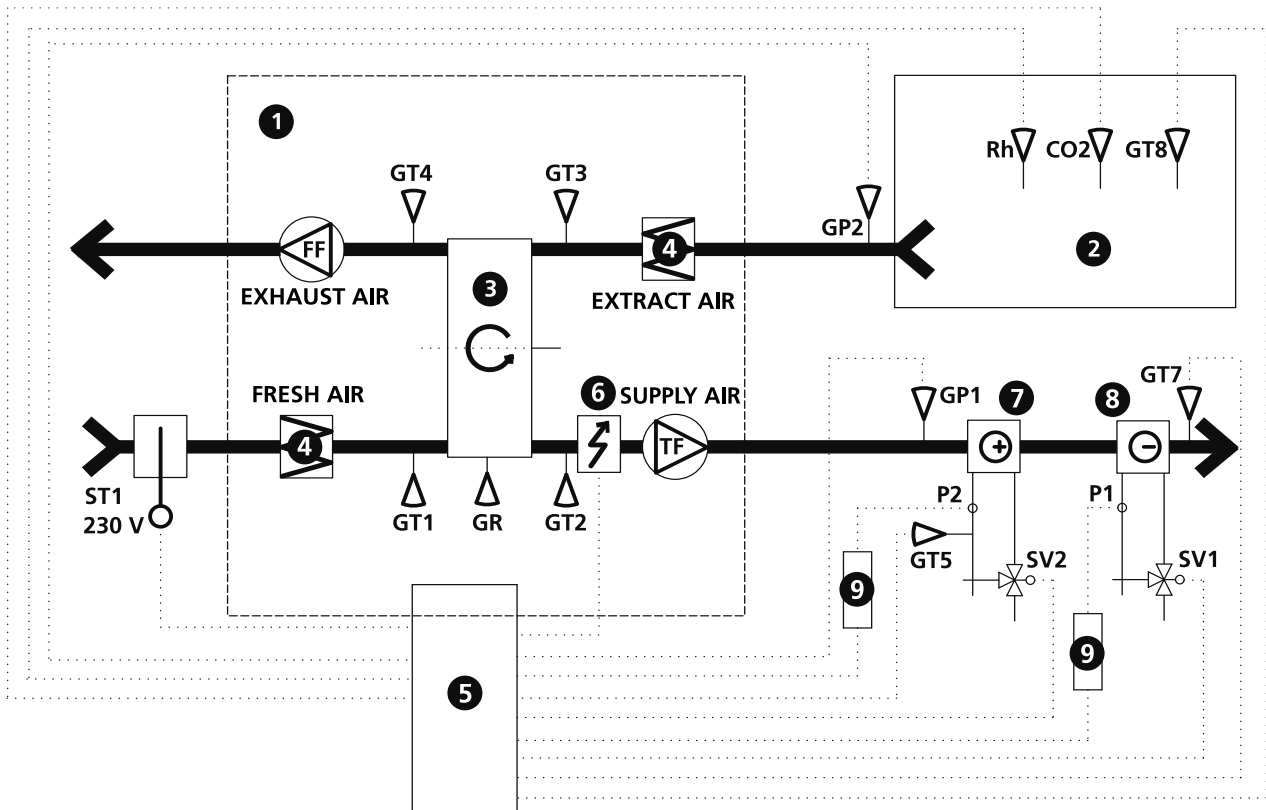 1
Rh
CO2
GT8
GT4
GT3
GP2
FF
4
2
EXHAUST AIR
3
EXTRACT AIR
FRESH AIR
6
SUPPLY AIR
GP1
7
8
GT7
4
TF
ST1
230 V
GT1
GR
GT2
P2
P1
GT5
SV2
SV1
9
9
5